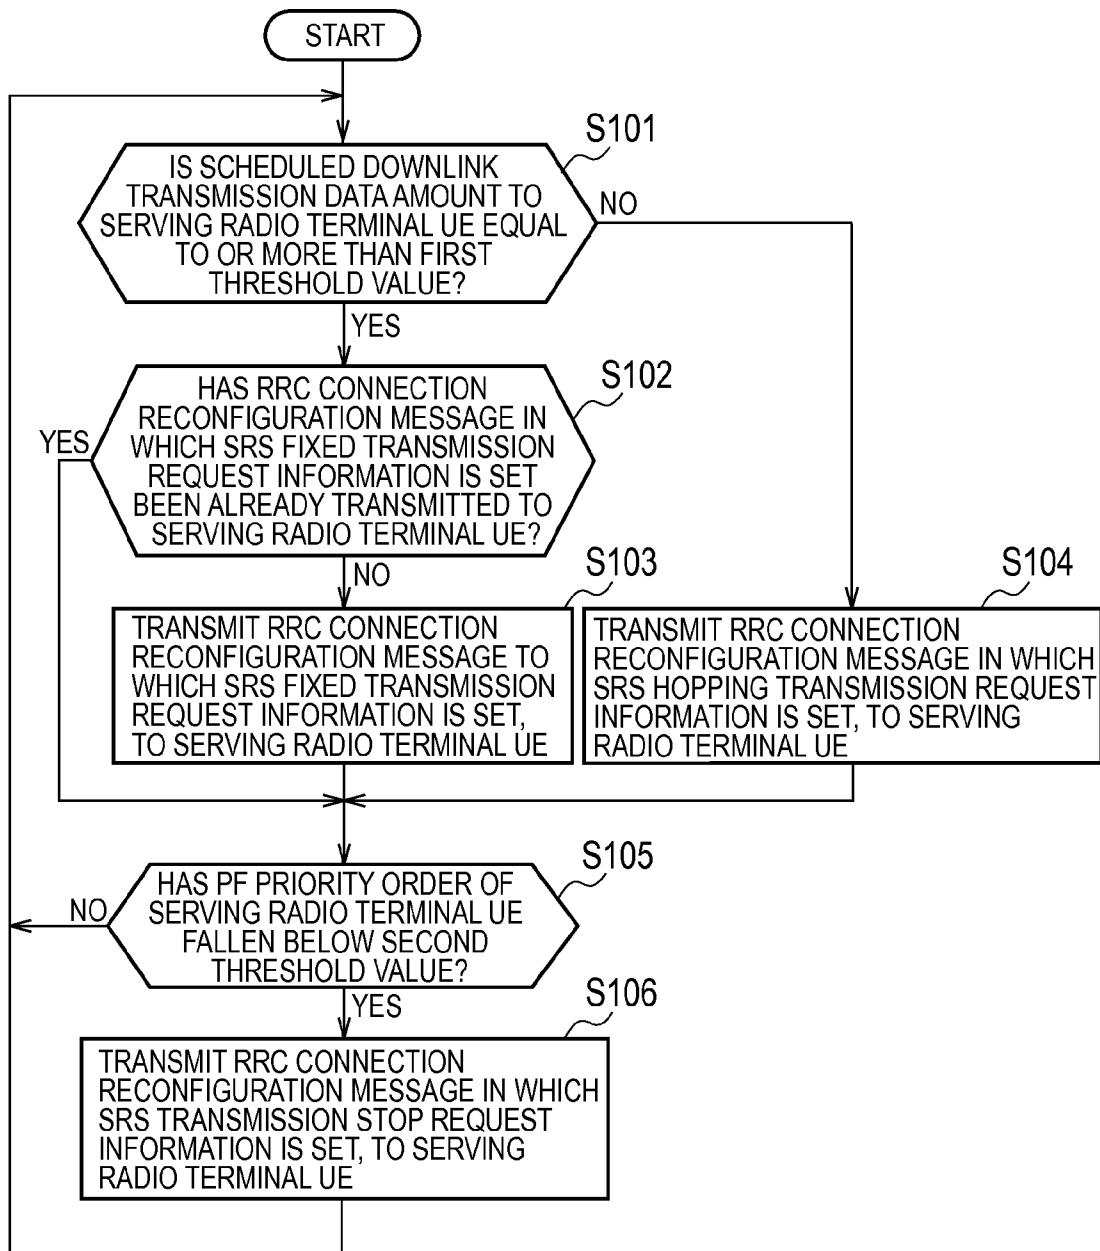 START
S101
IS SCHEDULED DOWNLINK
TRANSMISSION DATA AMOUNT TO
SERVING RADIO TERMINAL UE EQUAL
TO OR MORE THAN FIRST
THRESHOLD VALUE?
NO
YES
S102
HAS RRC CONNECTION
RECONFIGURATION MESSAGE IN
WHICH SRS FIXED TRANSMISSION
REQUEST INFORMATION IS SET
BEEN ALREADY TRANSMITTED TO
SERVING RADIO TERMINAL UE?
YES
NO
S103
TRANSMIT RRC CONNECTION
RECONFIGURATION MESSAGE TO
WHICH SRS FIXED TRANSMISSION
REQUEST INFORMATION IS SET,
TO SERVING RADIO TERMINAL UE
S104
TRANSMIT RRC CONNECTION
RECONFIGURATION MESSAGE IN WHICH
SRS HOPPING TRANSMISSION REQUEST
INFORMATION IS SET, TO SERVING
RADIO TERMINAL UE
S105
HAS PF PRIORITY ORDER OF
SERVING RADIO TERMINAL UE
FALLEN BELOW SECOND
THRESHOLD VALUE?
NO
YES
S106
TRANSMIT RRC CONNECTION
RECONFIGURATION MESSAGE IN WHICH
SRS TRANSMISSION STOP REQUEST
INFORMATION IS SET, TO SERVING
RADIO TERMINAL UE